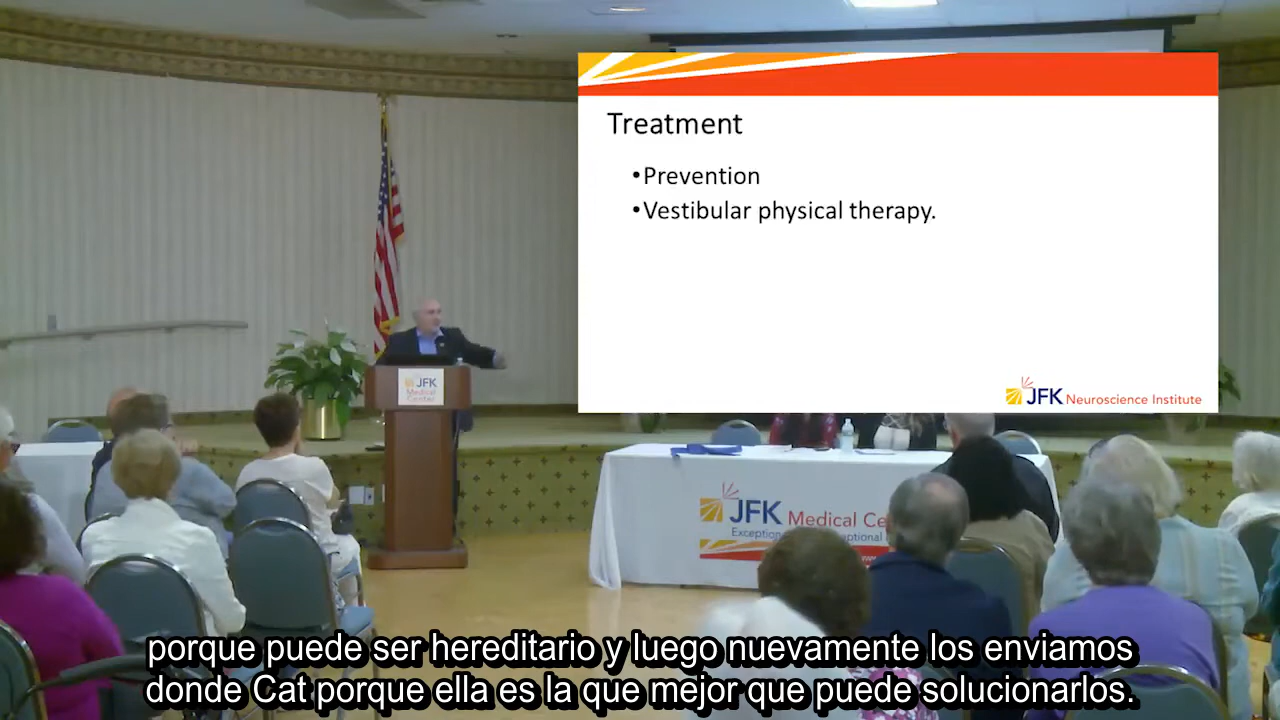 Treatment
•Prevention
•Vestibular physical therapy.
JFK Neuroscience Institute
JFK
Medical
Center
JFK Medical Ce
porque puede ser hereditario y luego nuevamente los enviamos
donde Cat porque ella es la que mejor que puede solucionarlos.